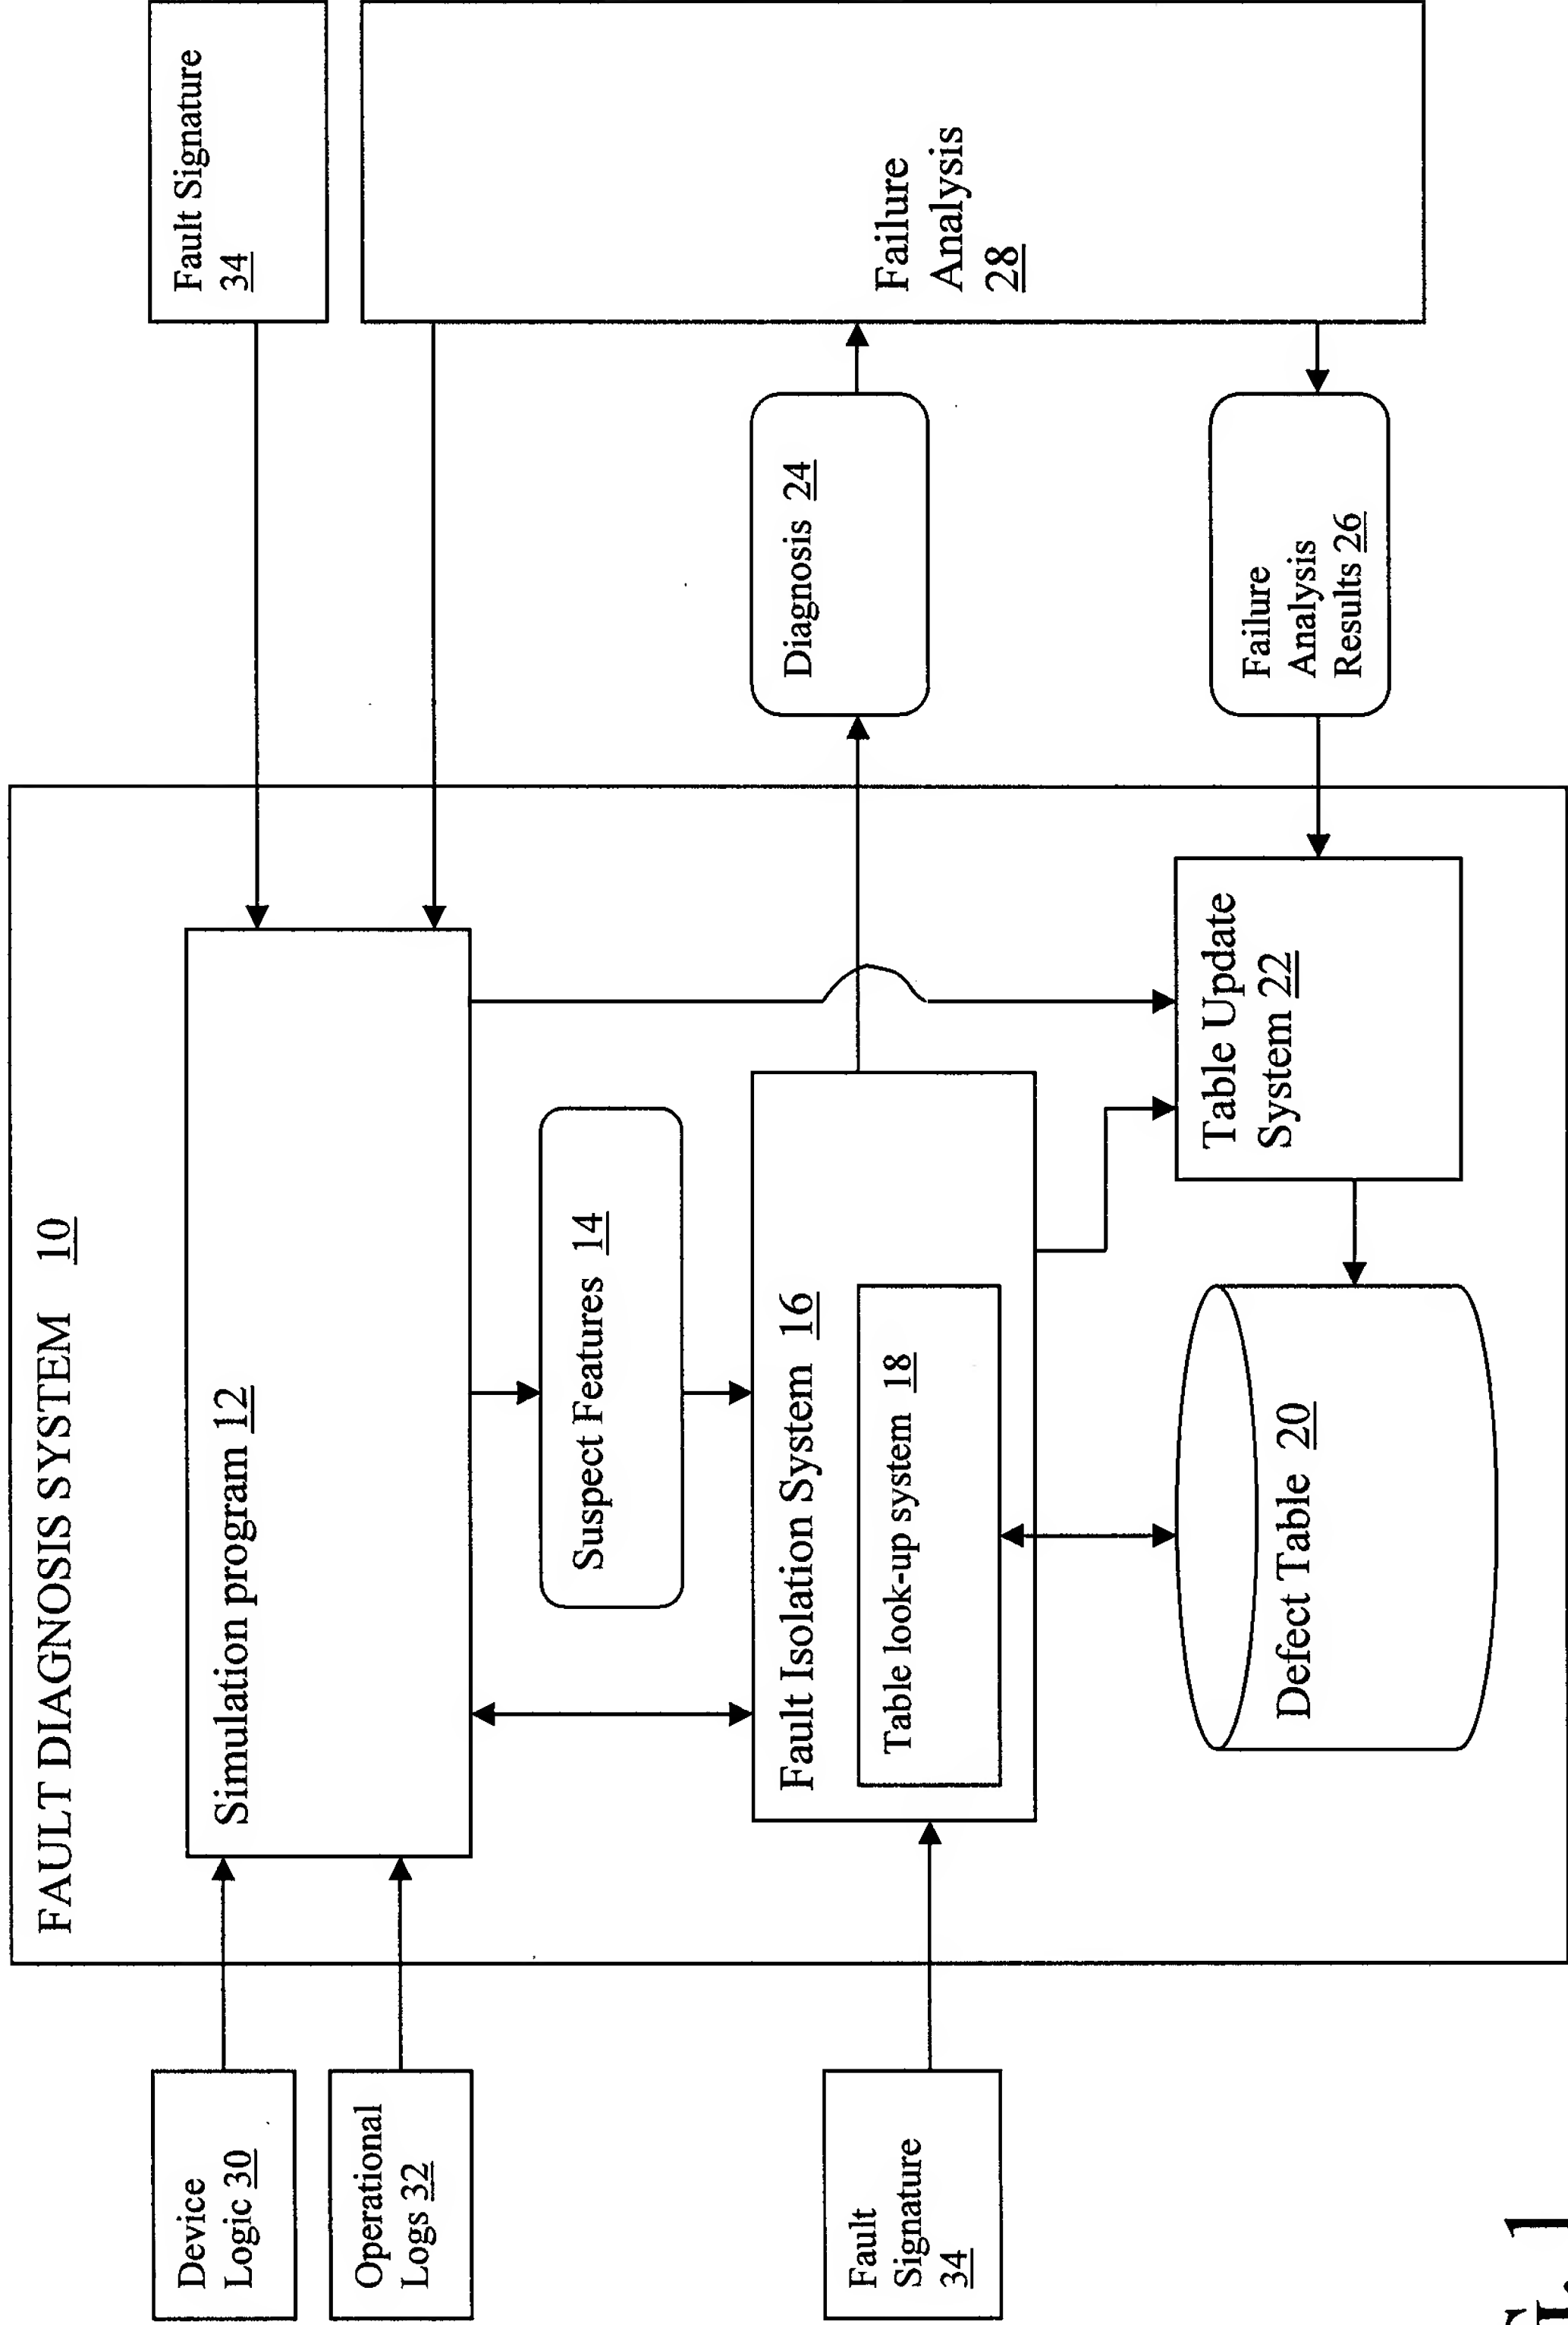 FAULT DIAGNOSIS SYSTEM 10
Device
Logic 30
Operational
Logs 32
Fault
Signature
34
Simulation program 12
Suspect Features 14
Fault Isolation System 16
Table look-up system 18
Defect Table 20
Table Update
System 22
Diagnosis 24
Failure
Analysis
Results 26
Fault Signature
34
Failure
Analysis
28